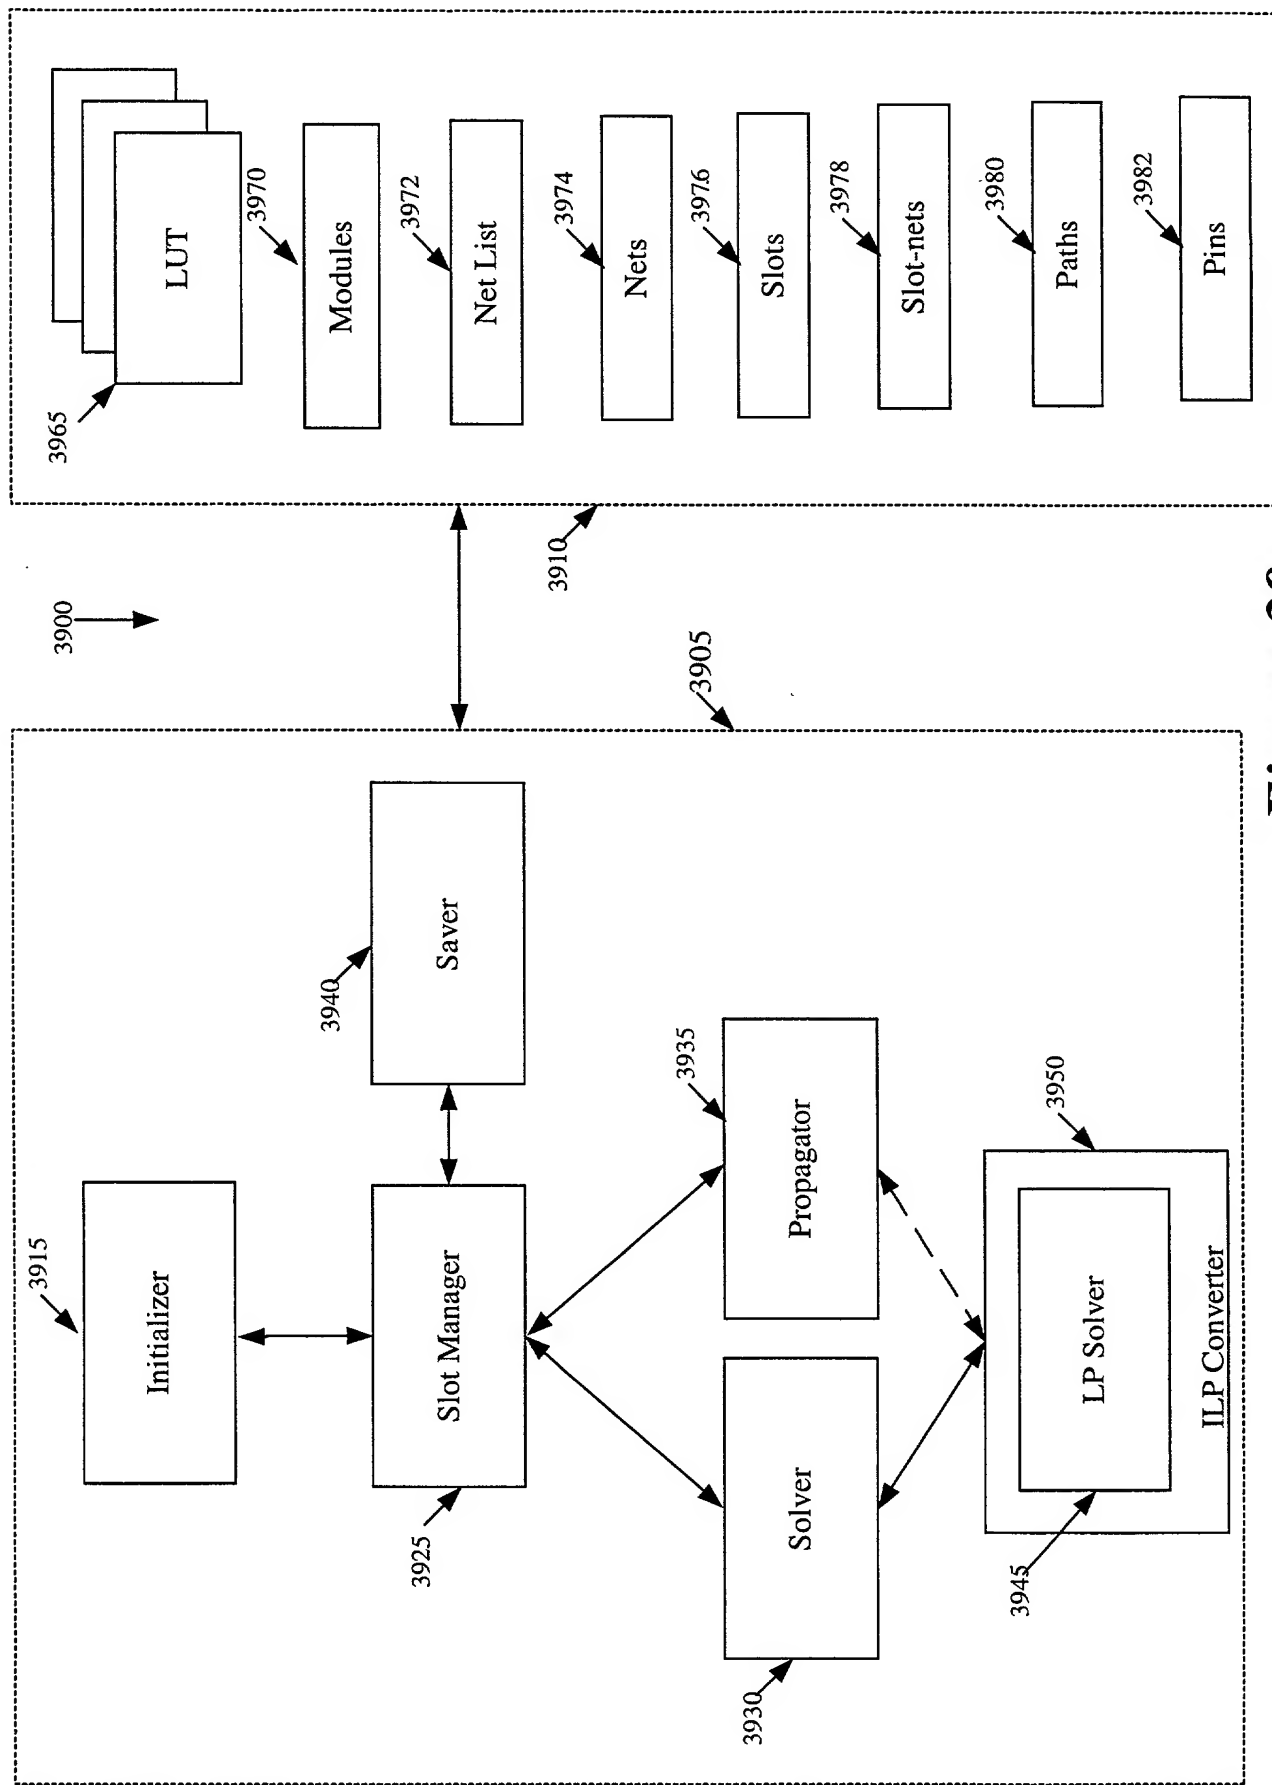 3900
3915
Initializer
3925
Slot Manager
3940
Saver
3905
3930
Solver
3935
Propagator
3945
LP Solver
3950
ILP Converter
3910
3965
LUT
3970
Modules
3972
Net List
3974
Nets
3976
Slots
3978
Slot-nets
3980
Paths
3982
Pins